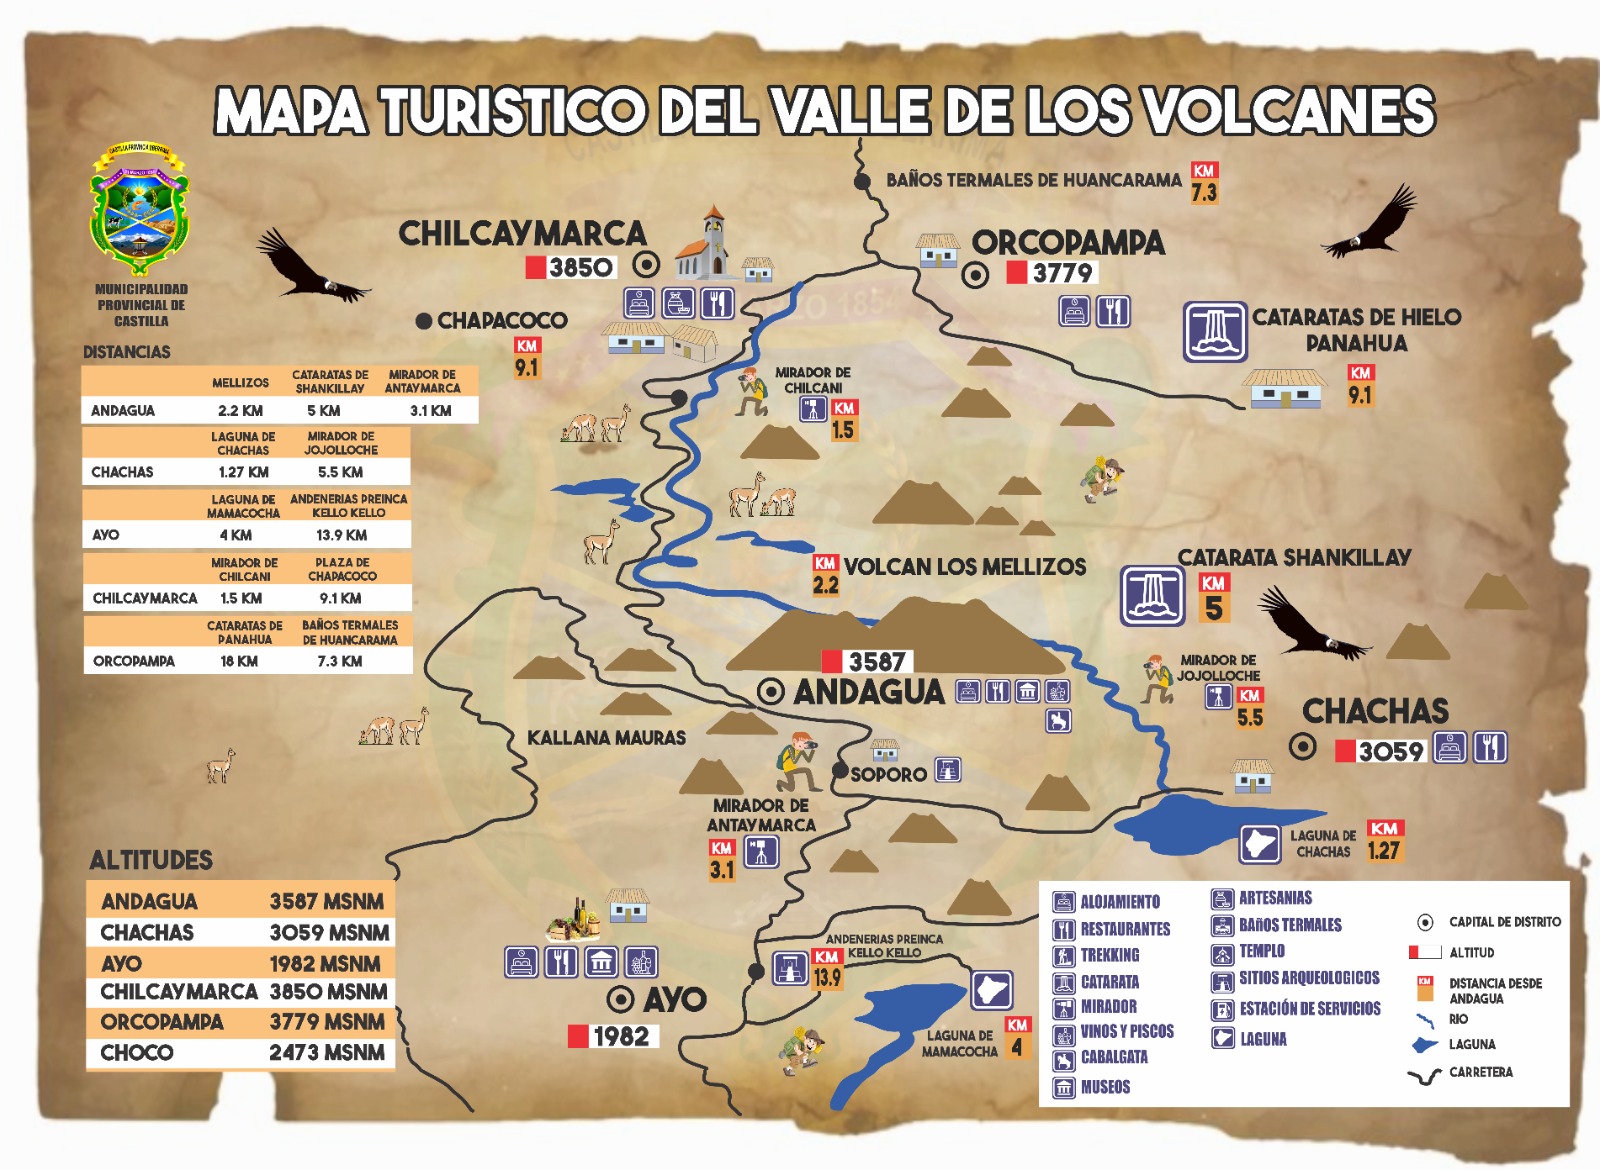 MAPA TURISTICO DEL VALLE DE LOS VOLCANES
MUNICIPALIDAD
PROVINCIAL DE
CASTILLA
BAÑOS TERMALES DE HUANCARAMA
KM
7.3
CHILCAYMARCA
3850
ORCOPAMPA
3779
CHAPACOCO
KM
9.1
CATARATAS DE HIELO
PANAHUA
KM
9.1
MIRADOR DE
CHILCANI
KM
1.5
DISTANCIAS
MELLIZOS
CATARATAS DE
SHANKILLAY
MIRADOR DE
ANTAYMARCA
ANDAGUA 2.2 KM 5 KM 3.1 KM
LAGUNA DE
CHACHAS
MIRADOR DE
JOJOLLOCHE
CHACHAS 1.27 KM 5.5 KM
LAGUNA DE
MAMACOCHA
ANDENERIAS PREINCA
KELLO KELLO
AYO 4 KM 13.9 KM
MIRADOR DE
CHILCANI
PLAZA DE
CHAPACOCO
CHILCAYMARCA 1.5 KM 9.1 KM
CATARATAS DE
PANAHUA
BAÑOS TERMALES
DE HUANCARAMA
ORCOPAMPA 18 KM 7.3 KM
KM
2.2
VOLCAN LOS MELLIZOS
CATARATA SHANKILLAY
KM
5
3587
ANDAGUA
MIRADOR DE
JOJOLLOCHE
KM
5.5
CHACHAS
3059
KALLANA MAURAS
SOPORO
MIRADOR DE
ANTAYMARCA
KM
3.1
LAGUNA DE
CHACHAS
KM
1.27
ALTITUDES
ANDAGUA 3587 MSNM
CHACHAS 3059 MSNM
AYO 1982 MSNM
CHILCAYMARCA 3850 MSNM
ORCOPAMPA 3779 MSNM
CHOCO 2473 MSNM
AYO
1982
ANDENERIAS PREINCA
KELLO KELLO
KM
13.9
LAGUNA DE
MAMACOCHA
KM
4
ALOJAMIENTO
RESTAURANTES
TREKKING
CATARATA
MIRADOR
VINOS Y PISCOS
CABALGATA
MUSEOS
ARTESANIAS
BAÑOS TERMALES
TEMPLO
SITIOS ARQUEOLOGICOS
ESTACIÓN DE SERVICIOS
LAGUNA
CAPITAL DE DISTRITO
ALTITUD
KM
DISTANCIA DESDE
ANDAGUA
RIO
LAGUNA
CARRETERA